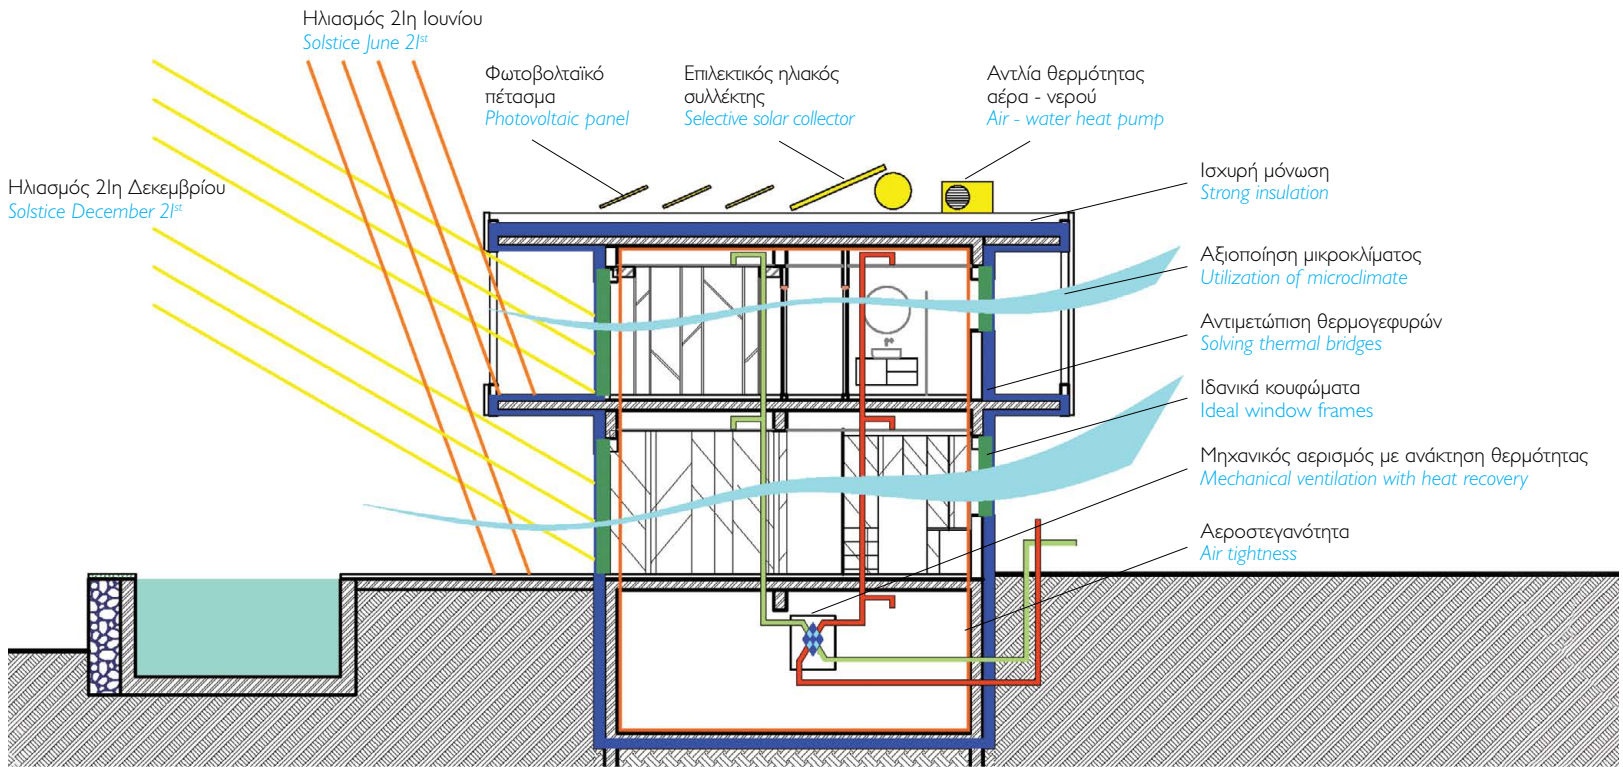 Ηλιασμός 21η Ιουνίου
Solstice June 21st
Φωτοβολταϊκό
πέτασμα
Photovoltaic panel
Επιλεκτικός ηλιακός
συλλέκτης
Selective solar collector
Αντλία θερμότητας
αέρα - νερού
Air - water heat pump
Ηλιασμός 21η Δεκεμβρίου
Solstice December 21st
Ισχυρή μόνωση
Strong insulation
Αξιοποίηση μικροκλίματος
Utilization of microclimate
Αντιμετώπιση θερμογεφυρών
Solving thermal bridges
Ιδανικά κουφώματα
Ideal window frames
Μηχανικός αερισμός με ανάκτηση θερμότητας
Mechanical ventilation with heat recovery
Αεροστεγανότητα
Air tightness